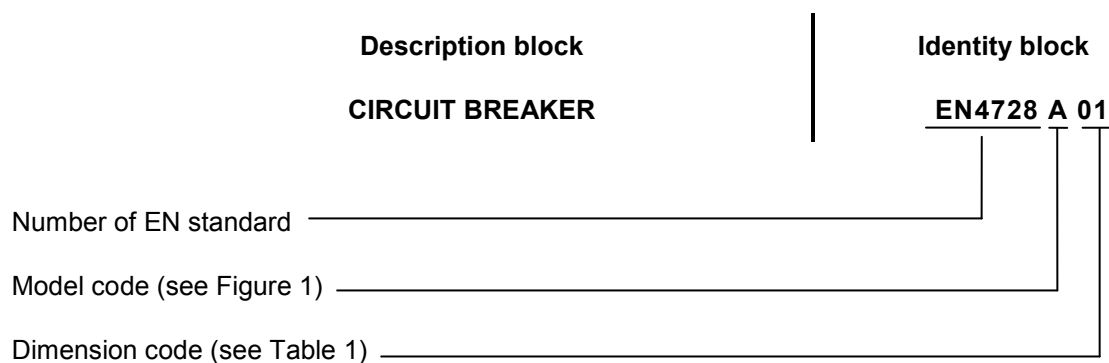 Description block Identity block
CIRCUIT BREAKER EN4728 A 01
Number of EN standard
Model code (see Figure 1)
Dimension code (see Table 1)